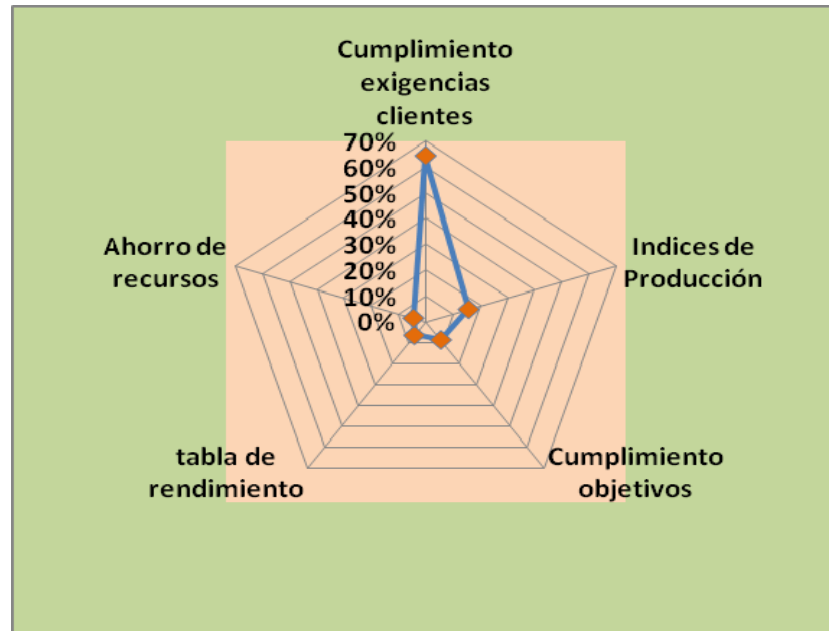 Cumplimiento
exigencias
clientes
70%
60%
50%
40%
30%
20%
10%
0%
Indices de
Producción
Cumplimiento
objetivos
tabla de
rendimiento
Ahorro de
recursos